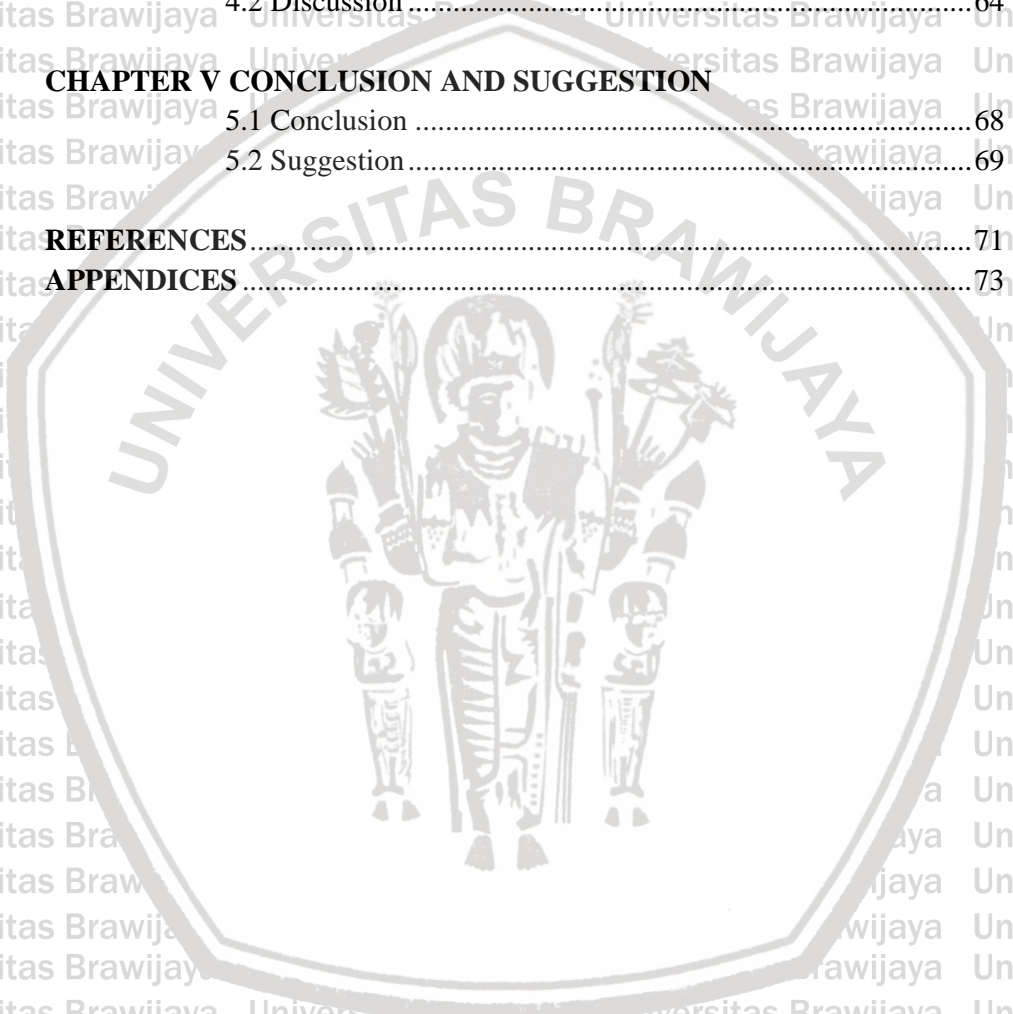 4.2 Discussion ........ 64
CHAPTER V CONCLUSION AND SUGGESTION
5.1 Conclusion ........ 68
5.2 Suggestion ........ 69
REFERENCES ........ 71
APPENDICES ........ 73
UNIVERSITAS BRAWIJAYA